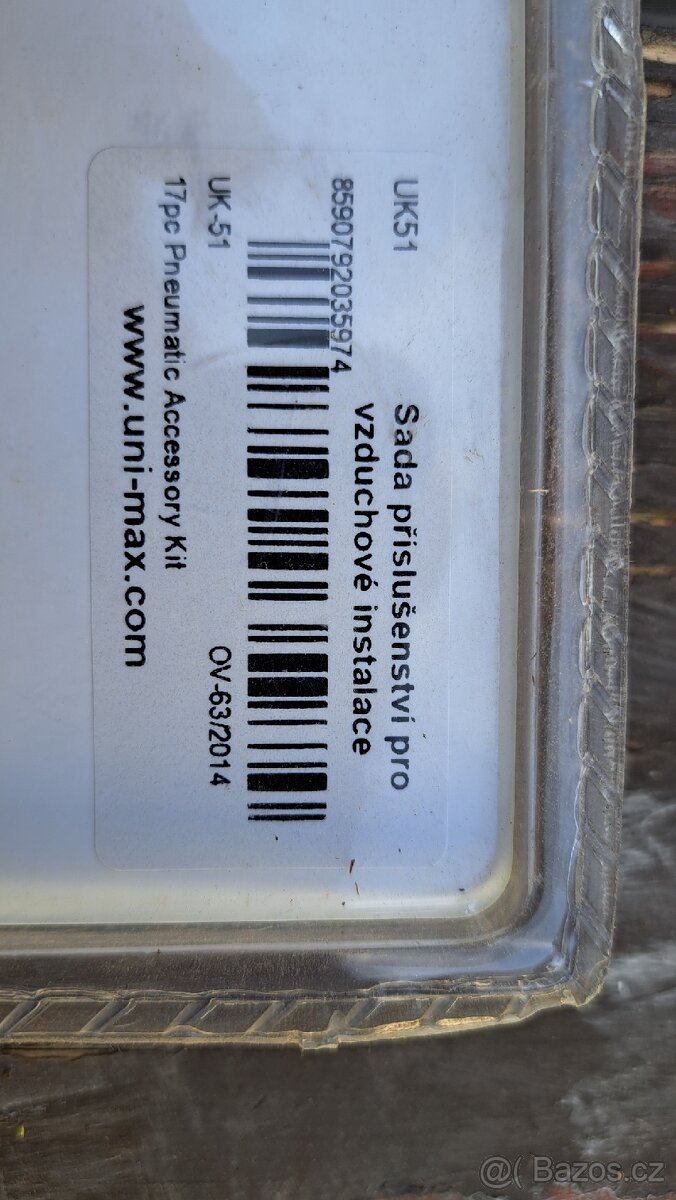 UK51
Sada příslušenství pro
vzduchové instalace
8590792035974
UK-51
OV-63/2014
17pc Pneumatic Accessory Kit
www.uni-max.com
@ Bazos.cz